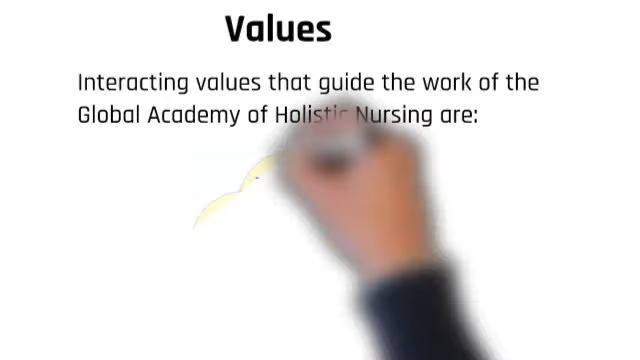 Values
Interacting values that guide the work of the
Global Academy of Holistic Nursing are: